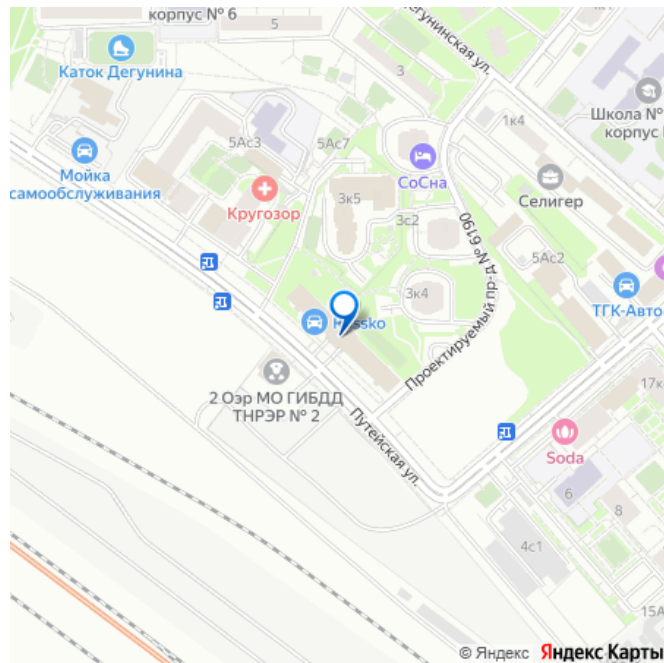 корпус № 6
5
Дегунинская ул.
Каток Дегунина
3
1к4
Школа №
корпус
5Ас3
5Ас7
Мойка
самообслуживания
СоСна
Кругозор
3к5
Селигер
3с2
5Ас2
Проектируемый пр-д № 6190
3к4
ТГК-Авто
2 Оэр МО ГИБДД
ТНРЭР № 2
Путейская ул.
17к
Soda
6
8
4с1
15А
© Яндекс Яндекс Карты